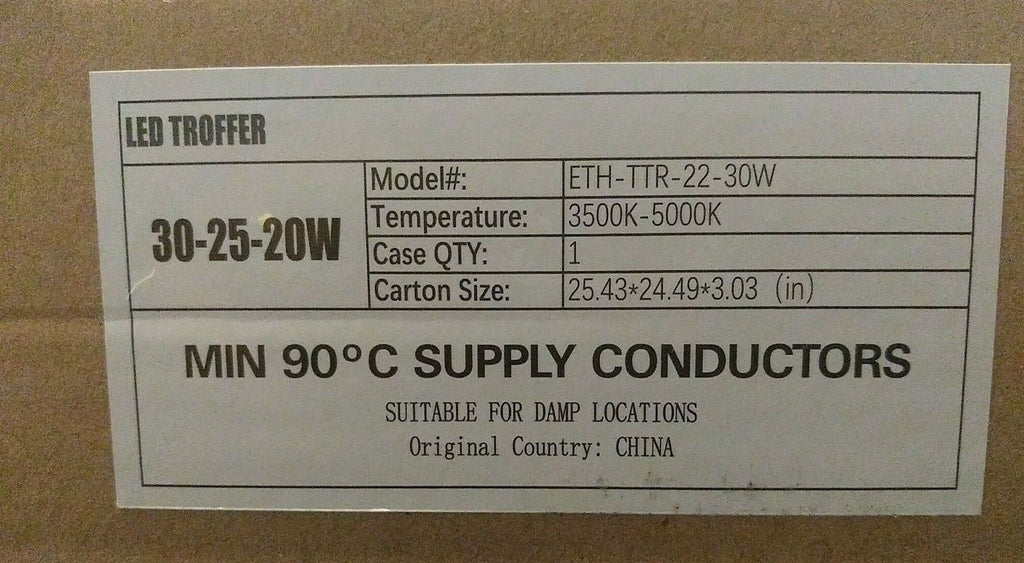 LED TROFFER
30-25-20W
Model#: ETH-TTR-22-30W
Temperature: 3500K-5000K
Case QTY: 1
Carton Size: 25.43*24.49*3.03 (in)
MIN 90°C SUPPLY CONDUCTORS
SUITABLE FOR DAMP LOCATIONS
Original Country: CHINA